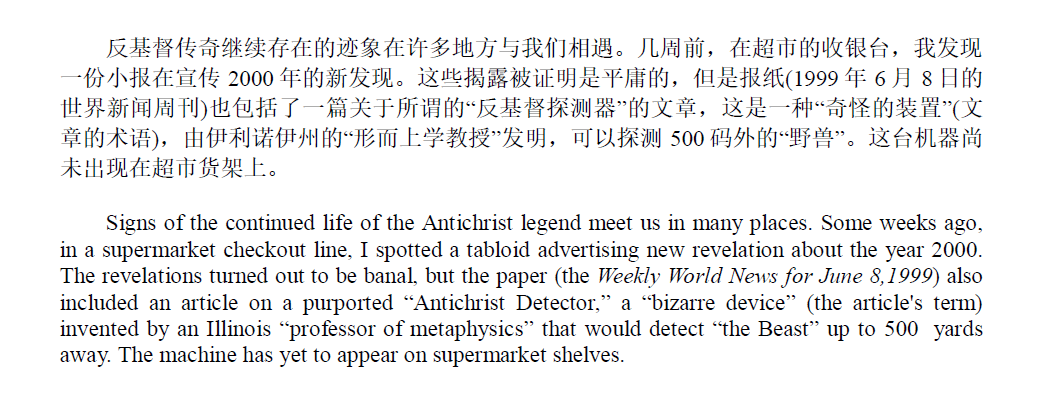 反基督传奇继续存在的迹象在许多地方与我们相遇。几周前，在超市的收银台，我发现
一份小报在宣传 2000 年的新发现。这些揭露被证明是平庸的，但是报纸(1999 年 6 月 8 日的
世界新闻周刊)也包括了一篇关于所谓的“反基督探测器”的文章，这是一种“奇怪的装置”(文
章的术语)，由伊利诺伊州的“形而上学教授”发明，可以探测 500 码外的“野兽”。这台机器尚
未出现在超市货架上。
Signs of the continued life of the Antichrist legend meet us in many places. Some weeks ago,
in a supermarket checkout line, I spotted a tabloid advertising new revelation about the year 2000.
The revelations turned out to be banal, but the paper (the Weekly World News for June 8,1999) also
included an article on a purported “Antichrist Detector,” a “bizarre device” (the article's term)
invented by an Illinois “professor of metaphysics” that would detect “the Beast” up to 500 yards
away. The machine has yet to appear on supermarket shelves.